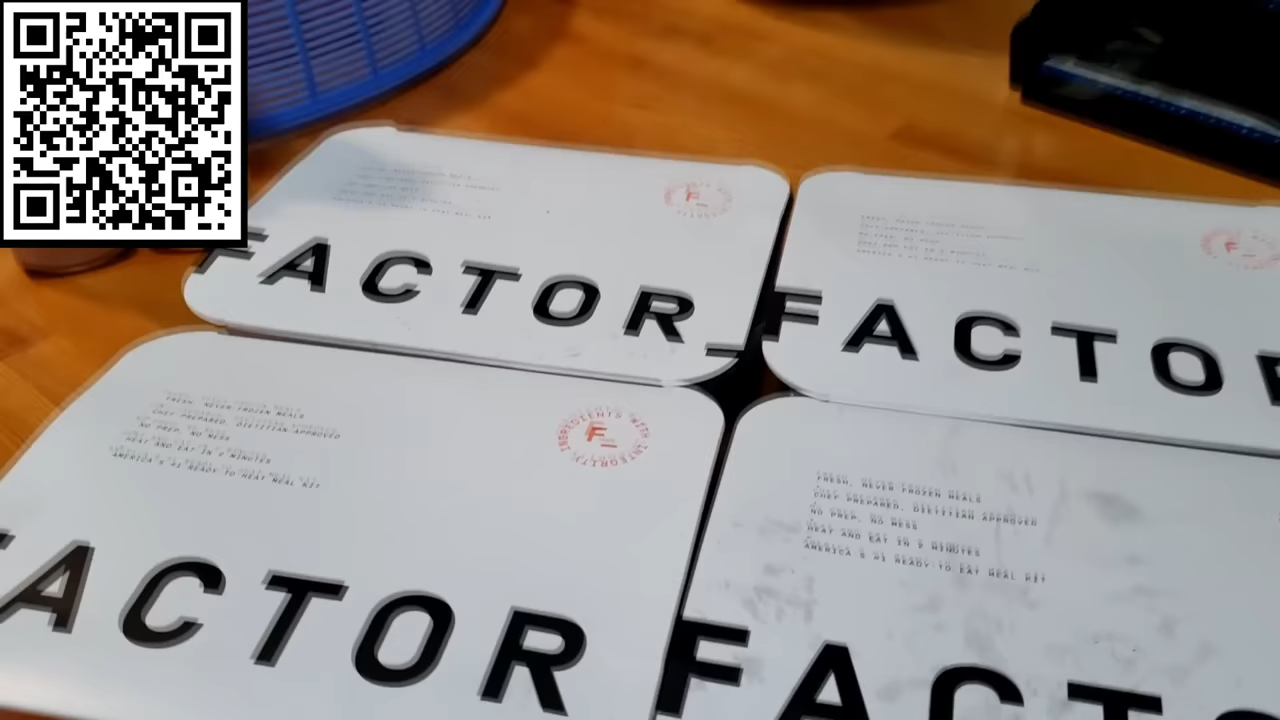 FACTOR_
FACTOR
FRESH, NEVER FROZEN MEALS
CHEF PREPARED, DIETITIAN APPROVED
NO PREP, NO MESS
HEAT AND EAT IN 2 MINUTES
AMERICA'S #1 READY TO HEAT MEAL KIT
INGREDIENTS WITH INTEGRITY
F_
ACTOR
FRESH, NEVER FROZEN MEALS
CHEF PREPARED, DIETITIAN APPROVED
NO PREP, NO MESS
HEAT AND EAT IN 2 MINUTES
AMERICA'S #1 READY TO EAT MEAL KIT
FACTO